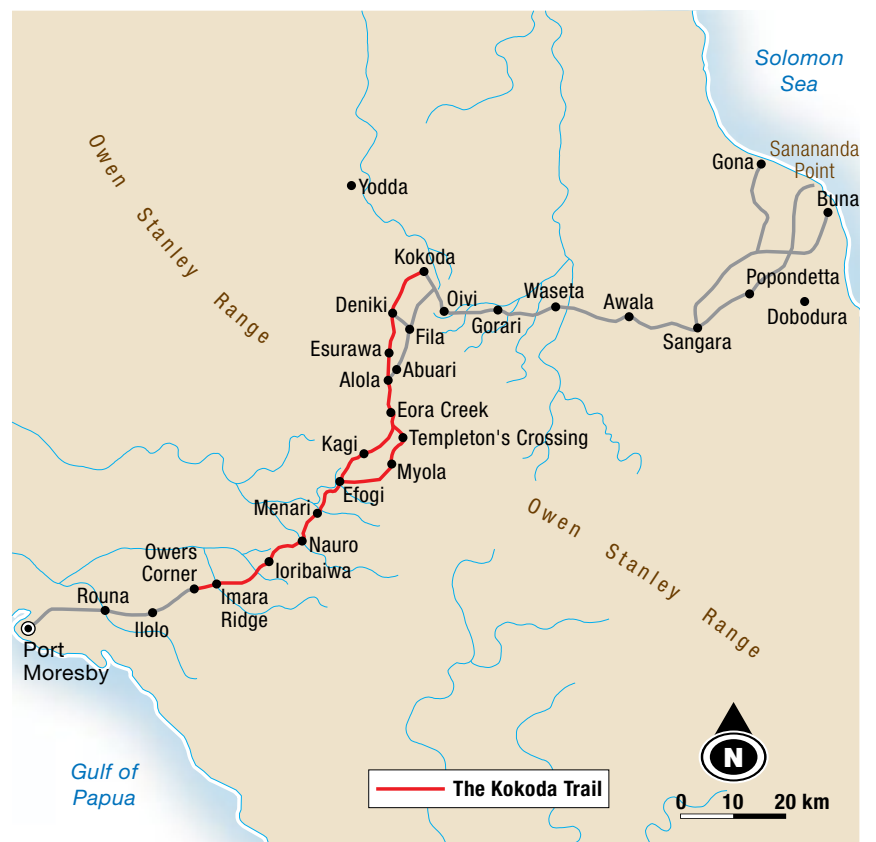 Solomon
Sea
Owen Stanley Range
Gona
Sanananda
Point
Yodda
Buna
Kokoda
Popondetta
Oivi
Waseta
Awala
Deniki
Gorari
Dobodura
Fila
Sangara
Esurawa
Abuari
Alola
Eora Creek
Templeton's Crossing
Kagi
Myola
Efogi
Menari
Owen Stanley Range
Nauro
Owers
Corner
Ioribaiwa
Rouna
Imara
Ridge
Ilolo
Port
Moresby
Gulf of
Papua
N
The Kokoda Trail
0 10 20 km